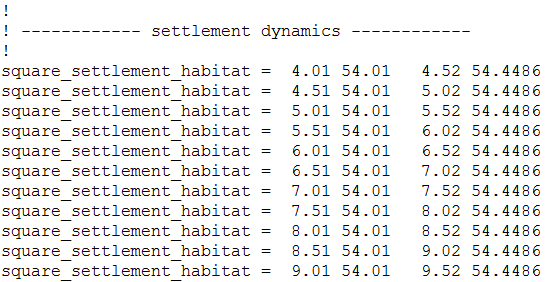 !
! ------------ settlement dynamics ------------
!
square_settlement_habitat =  4.01 54.01   4.52 54.4486
square_settlement_habitat =  4.51 54.01   5.02 54.4486
square_settlement_habitat =  5.01 54.01   5.52 54.4486
square_settlement_habitat =  5.51 54.01   6.02 54.4486
square_settlement_habitat =  6.01 54.01   6.52 54.4486
square_settlement_habitat =  6.51 54.01   7.02 54.4486
square_settlement_habitat =  7.01 54.01   7.52 54.4486
square_settlement_habitat =  7.51 54.01   8.02 54.4486
square_settlement_habitat =  8.01 54.01   8.52 54.4486
square_settlement_habitat =  8.51 54.01   9.02 54.4486
square_settlement_habitat =  9.01 54.01   9.52 54.4486